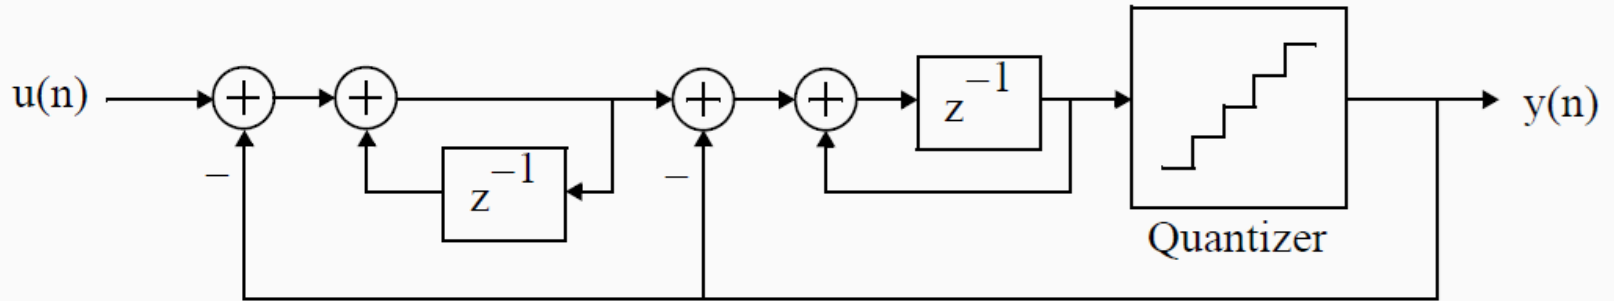 u(n)
+
+
z^{-1}
−
+
−
+
z^{-1}
Quantizer
y(n)